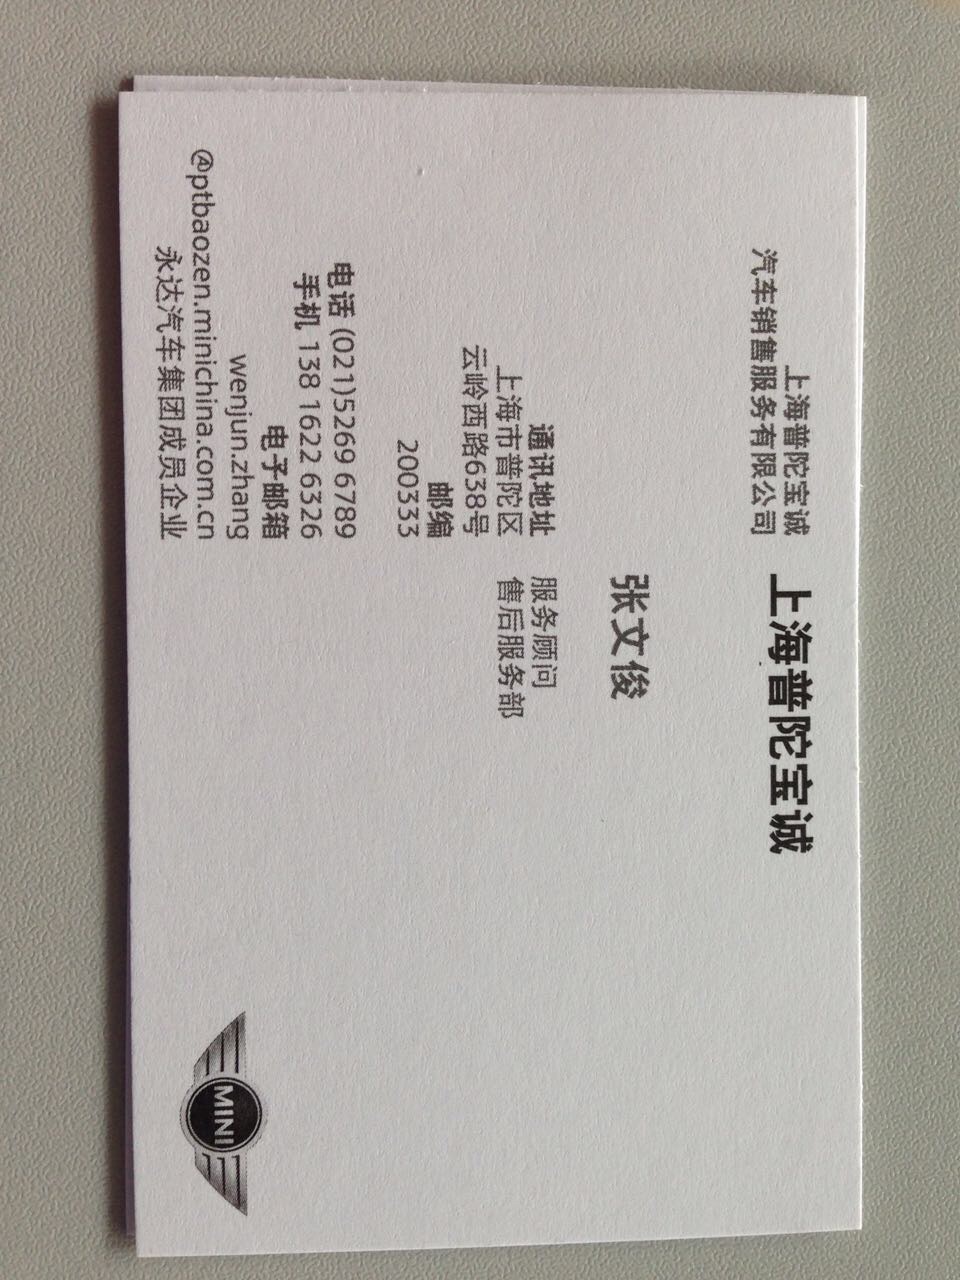 上海普陀宝诚
汽车销售服务有限公司
上海普陀宝诚
张文俊
服务顾问
售后服务部
通讯地址
上海市普陀区
云岭西路638号
邮编
200333
电话 (021)5269 6789
手机 138 1622 6326
电子邮箱
wenjun.zhang
@ptbaozen.minichina.com.cn
永达汽车集团成员企业
MINI